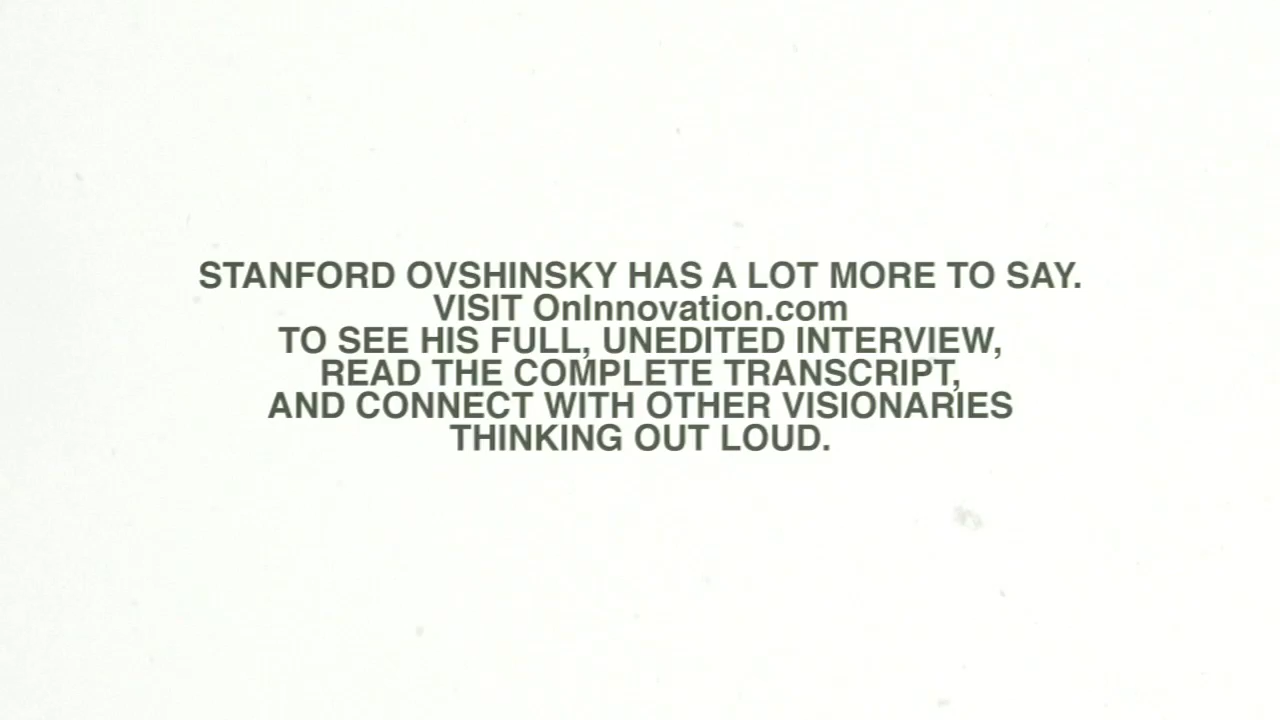 STANFORD OVSHINSKY HAS A LOT MORE TO SAY.
VISIT OnInnovation.com
TO SEE HIS FULL, UNEDITED INTERVIEW,
READ THE COMPLETE TRANSCRIPT,
AND CONNECT WITH OTHER VISIONARIES
THINKING OUT LOUD.